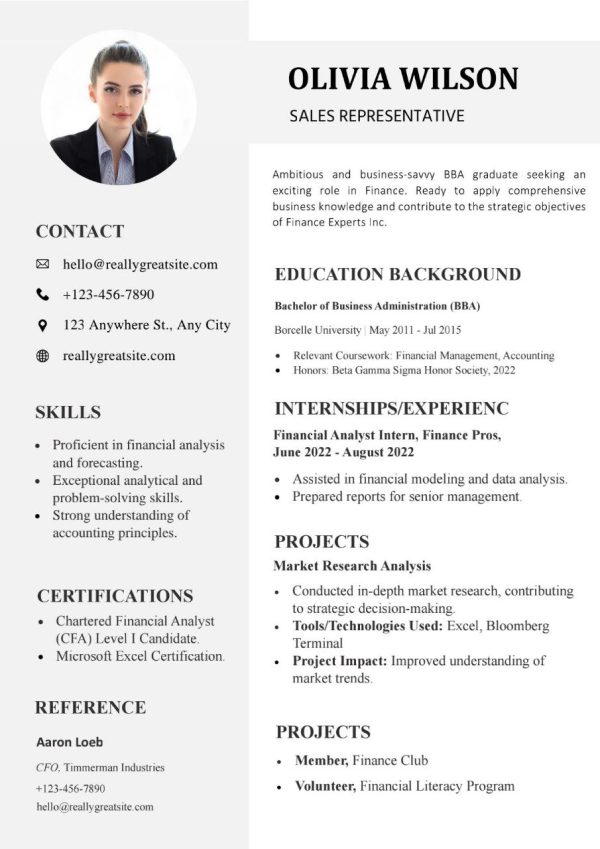 OLIVIA WILSON
SALES REPRESENTATIVE
Ambitious and business-savvy BBA graduate seeking an
exciting role in Finance. Ready to apply comprehensive
business knowledge and contribute to the strategic objectives
of Finance Experts Inc.
CONTACT
hello@reallygreatsite.com
+123-456-7890
123 Anywhere St., Any City
reallygreatsite.com
SKILLS
• Proficient in financial analysis
and forecasting.
• Exceptional analytical and
problem-solving skills.
• Strong understanding of
accounting principles.
CERTIFICATIONS
• Chartered Financial Analyst
(CFA) Level I Candidate.
• Microsoft Excel Certification.
REFERENCE
Aaron Loeb
CFO, Timmerman Industries
+123-456-7890
hello@reallygreatsite.com
EDUCATION BACKGROUND
Bachelor of Business Administration (BBA)
Borcelle University | May 2011 - Jul 2015
• Relevant Coursework: Financial Management, Accounting
• Honors: Beta Gamma Sigma Honor Society, 2022
INTERNSHIPS/EXPERIENC
Financial Analyst Intern, Finance Pros,
June 2022 - August 2022
• Assisted in financial modeling and data analysis.
• Prepared reports for senior management.
PROJECTS
Market Research Analysis
• Conducted in-depth market research, contributing
to strategic decision-making.
• Tools/Technologies Used: Excel, Bloomberg
Terminal
• Project Impact: Improved understanding of
market trends.
PROJECTS
• Member, Finance Club
• Volunteer, Financial Literacy Program